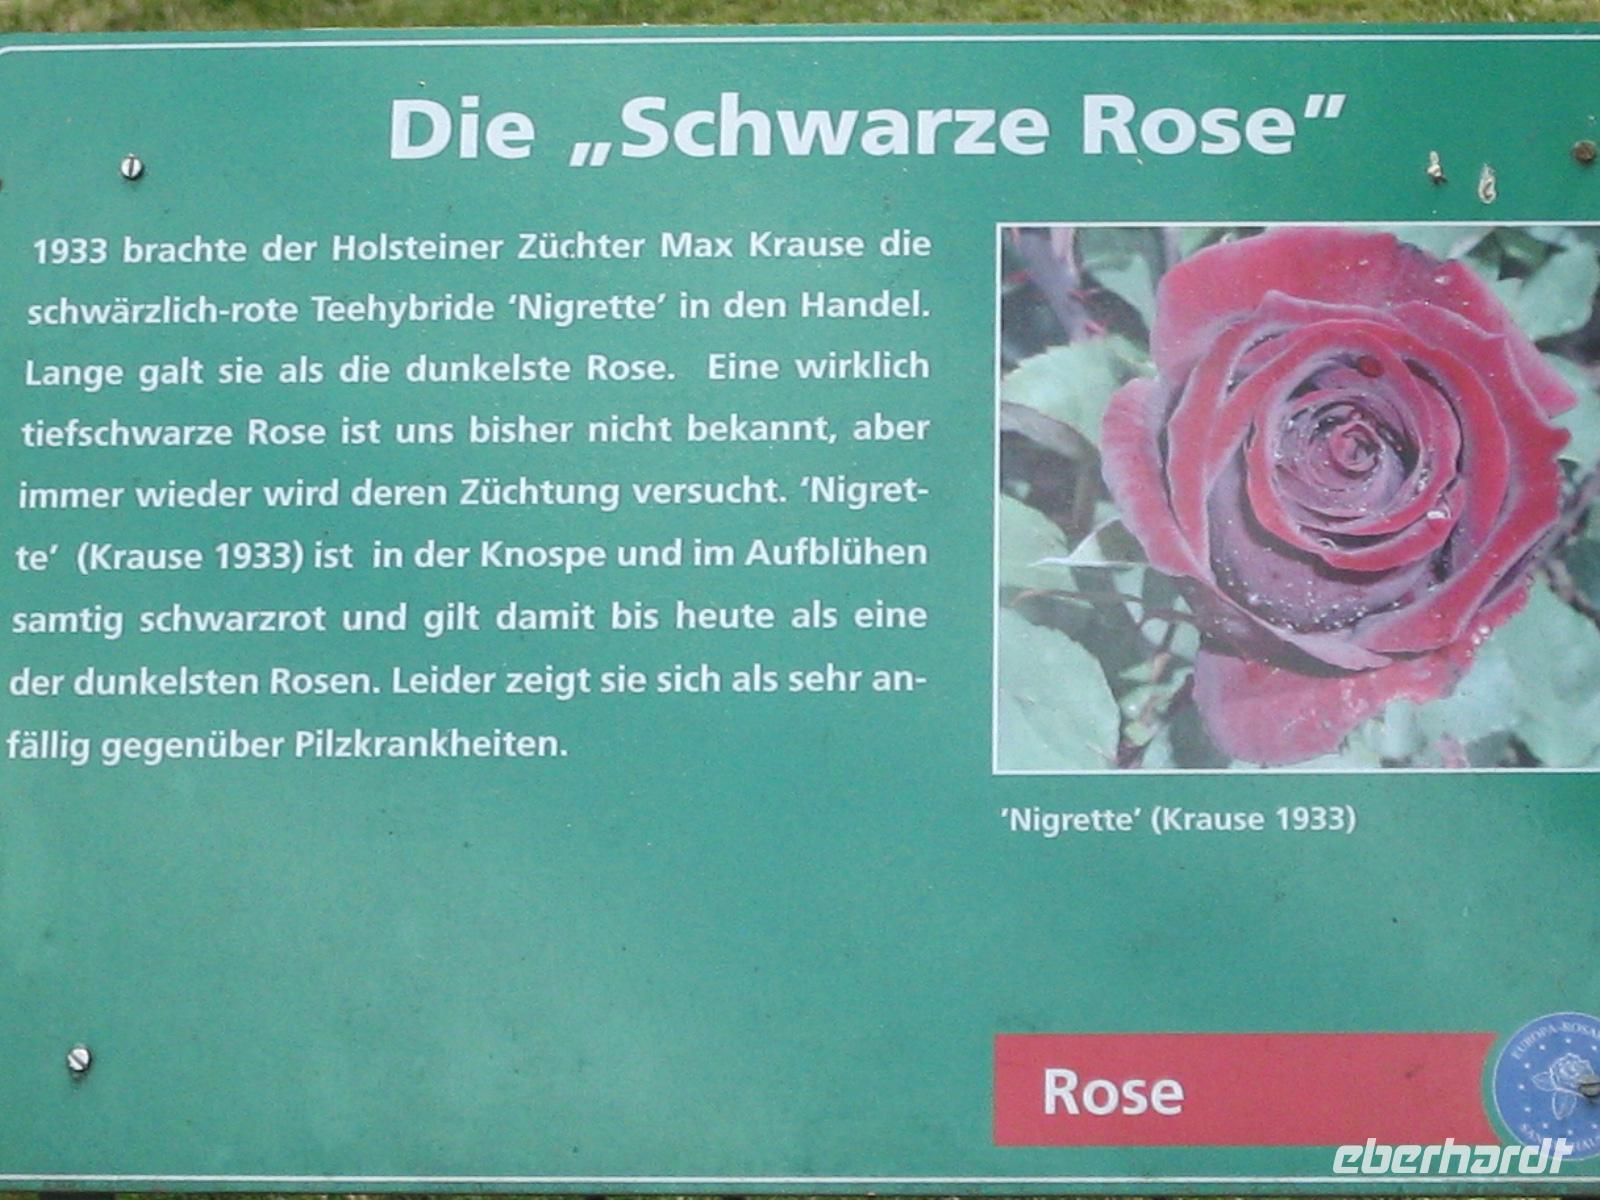 Die „Schwarze Rose”
1933 brachte der Holsteiner Züchter Max Krause die
schwärzlich-rote Teehybride ‘Nigrette’ in den Handel.
Lange galt sie als die dunkelste Rose. Eine wirklich
tiefschwarze Rose ist uns bisher nicht bekannt, aber
immer wieder wird deren Züchtung versucht. ‘Nigret-
te’ (Krause 1933) ist in der Knospe und im Aufblühen
samtig schwarzrot und gilt damit bis heute als eine
der dunkelsten Rosen. Leider zeigt sie sich als sehr an-
fällig gegenüber Pilzkrankheiten.
’Nigrette’ (Krause 1933)
Rose
eberhardt